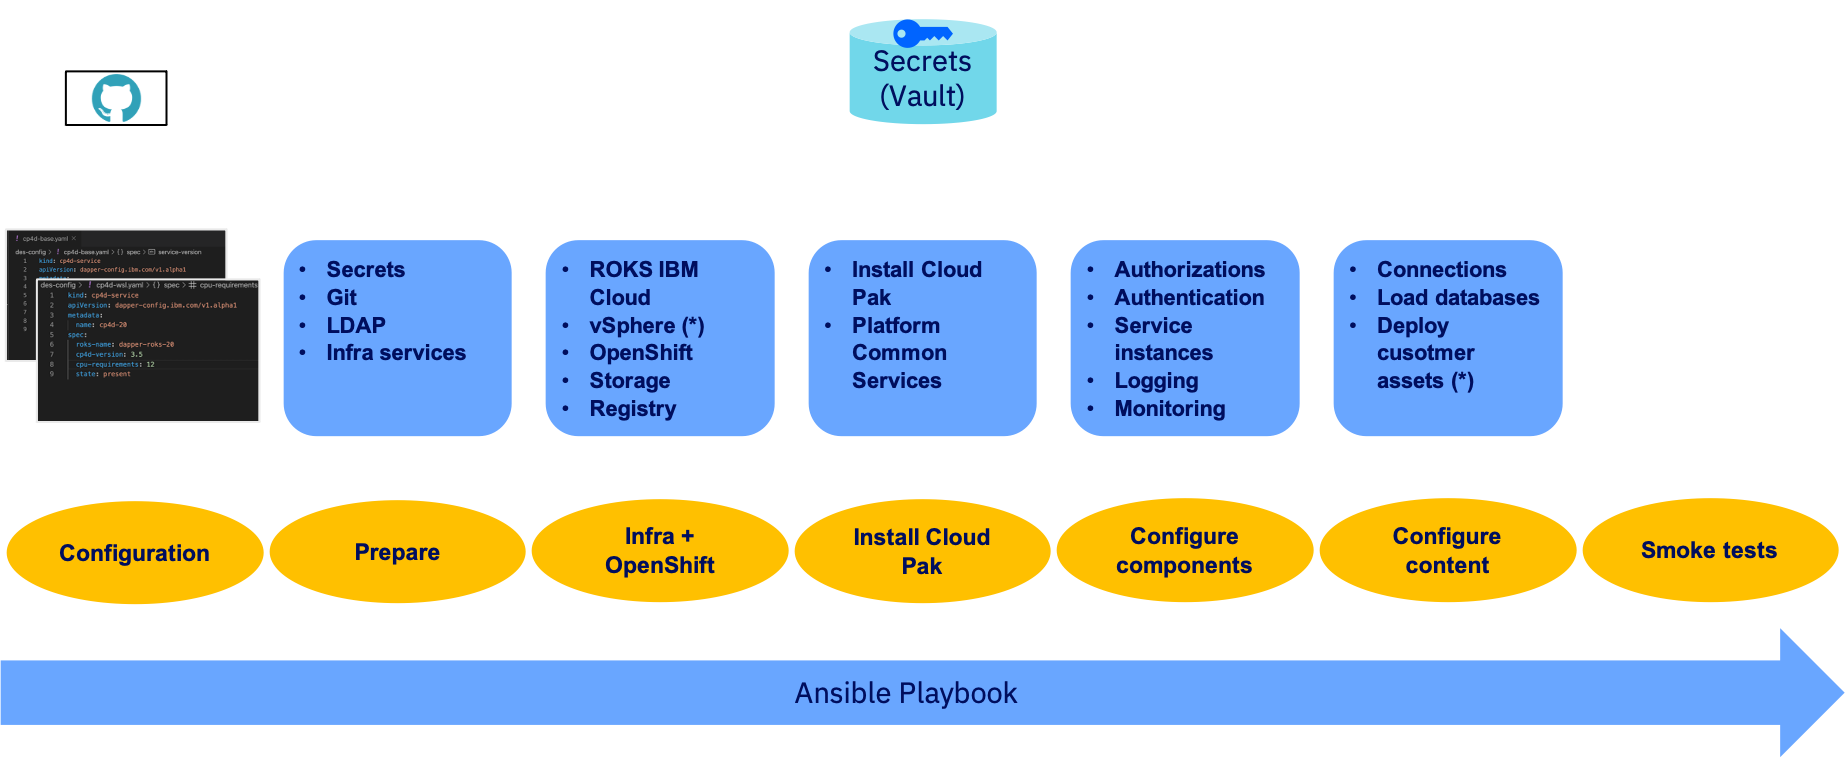 Secrets
(Vault)
! cp4d-base.yaml ×
des-config > ! cp4d-base.yaml > {} spec > service-version
1 kind: cp4d-service
2 apiVersion: dapper-config.ibm.com/v1.alpha1
3 metadata:
4
5
6
7
8
9
des-config > ! cp4d-wsl.yaml > {} spec > # cpu-requirements
1 kind: cp4d-service
2 apiVersion: dapper-config.ibm.com/v1.alpha1
3 metadata:
4 name: cp4d-20
5 spec:
6 roks-name: dapper-roks-20
7 cp4d-version: 3.5
8 cpu-requirements: 12
9 state: present
• Secrets
• Git
• LDAP
• Infra services
• ROKS IBM
Cloud
• vSphere (*)
• OpenShift
• Storage
• Registry
• Install Cloud
Pak
• Platform
Common
Services
• Authorizations
• Authentication
• Service
instances
• Logging
• Monitoring
• Connections
• Load databases
• Deploy
cusotmer
assets (*)
Configuration
Prepare
Infra +
OpenShift
Install Cloud
Pak
Configure
components
Configure
content
Smoke tests
Ansible Playbook